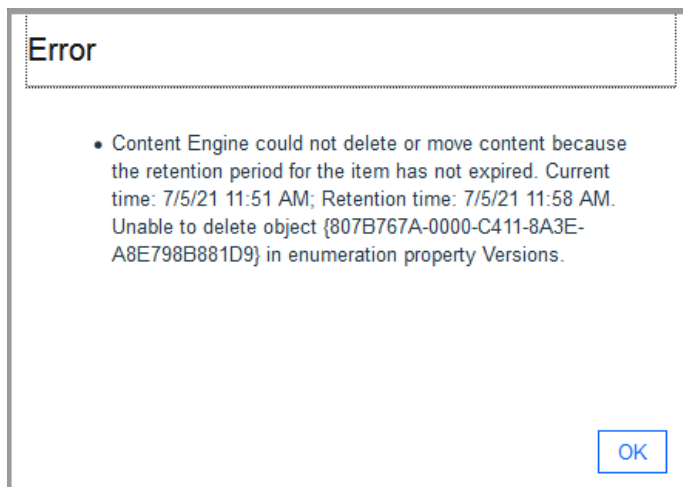 Error
• Content Engine could not delete or move content because
the retention period for the item has not expired. Current
time: 7/5/21 11:51 AM; Retention time: 7/5/21 11:58 AM.
Unable to delete object {807B767A-0000-C411-8A3E-
A8E798B881D9} in enumeration property Versions.
OK